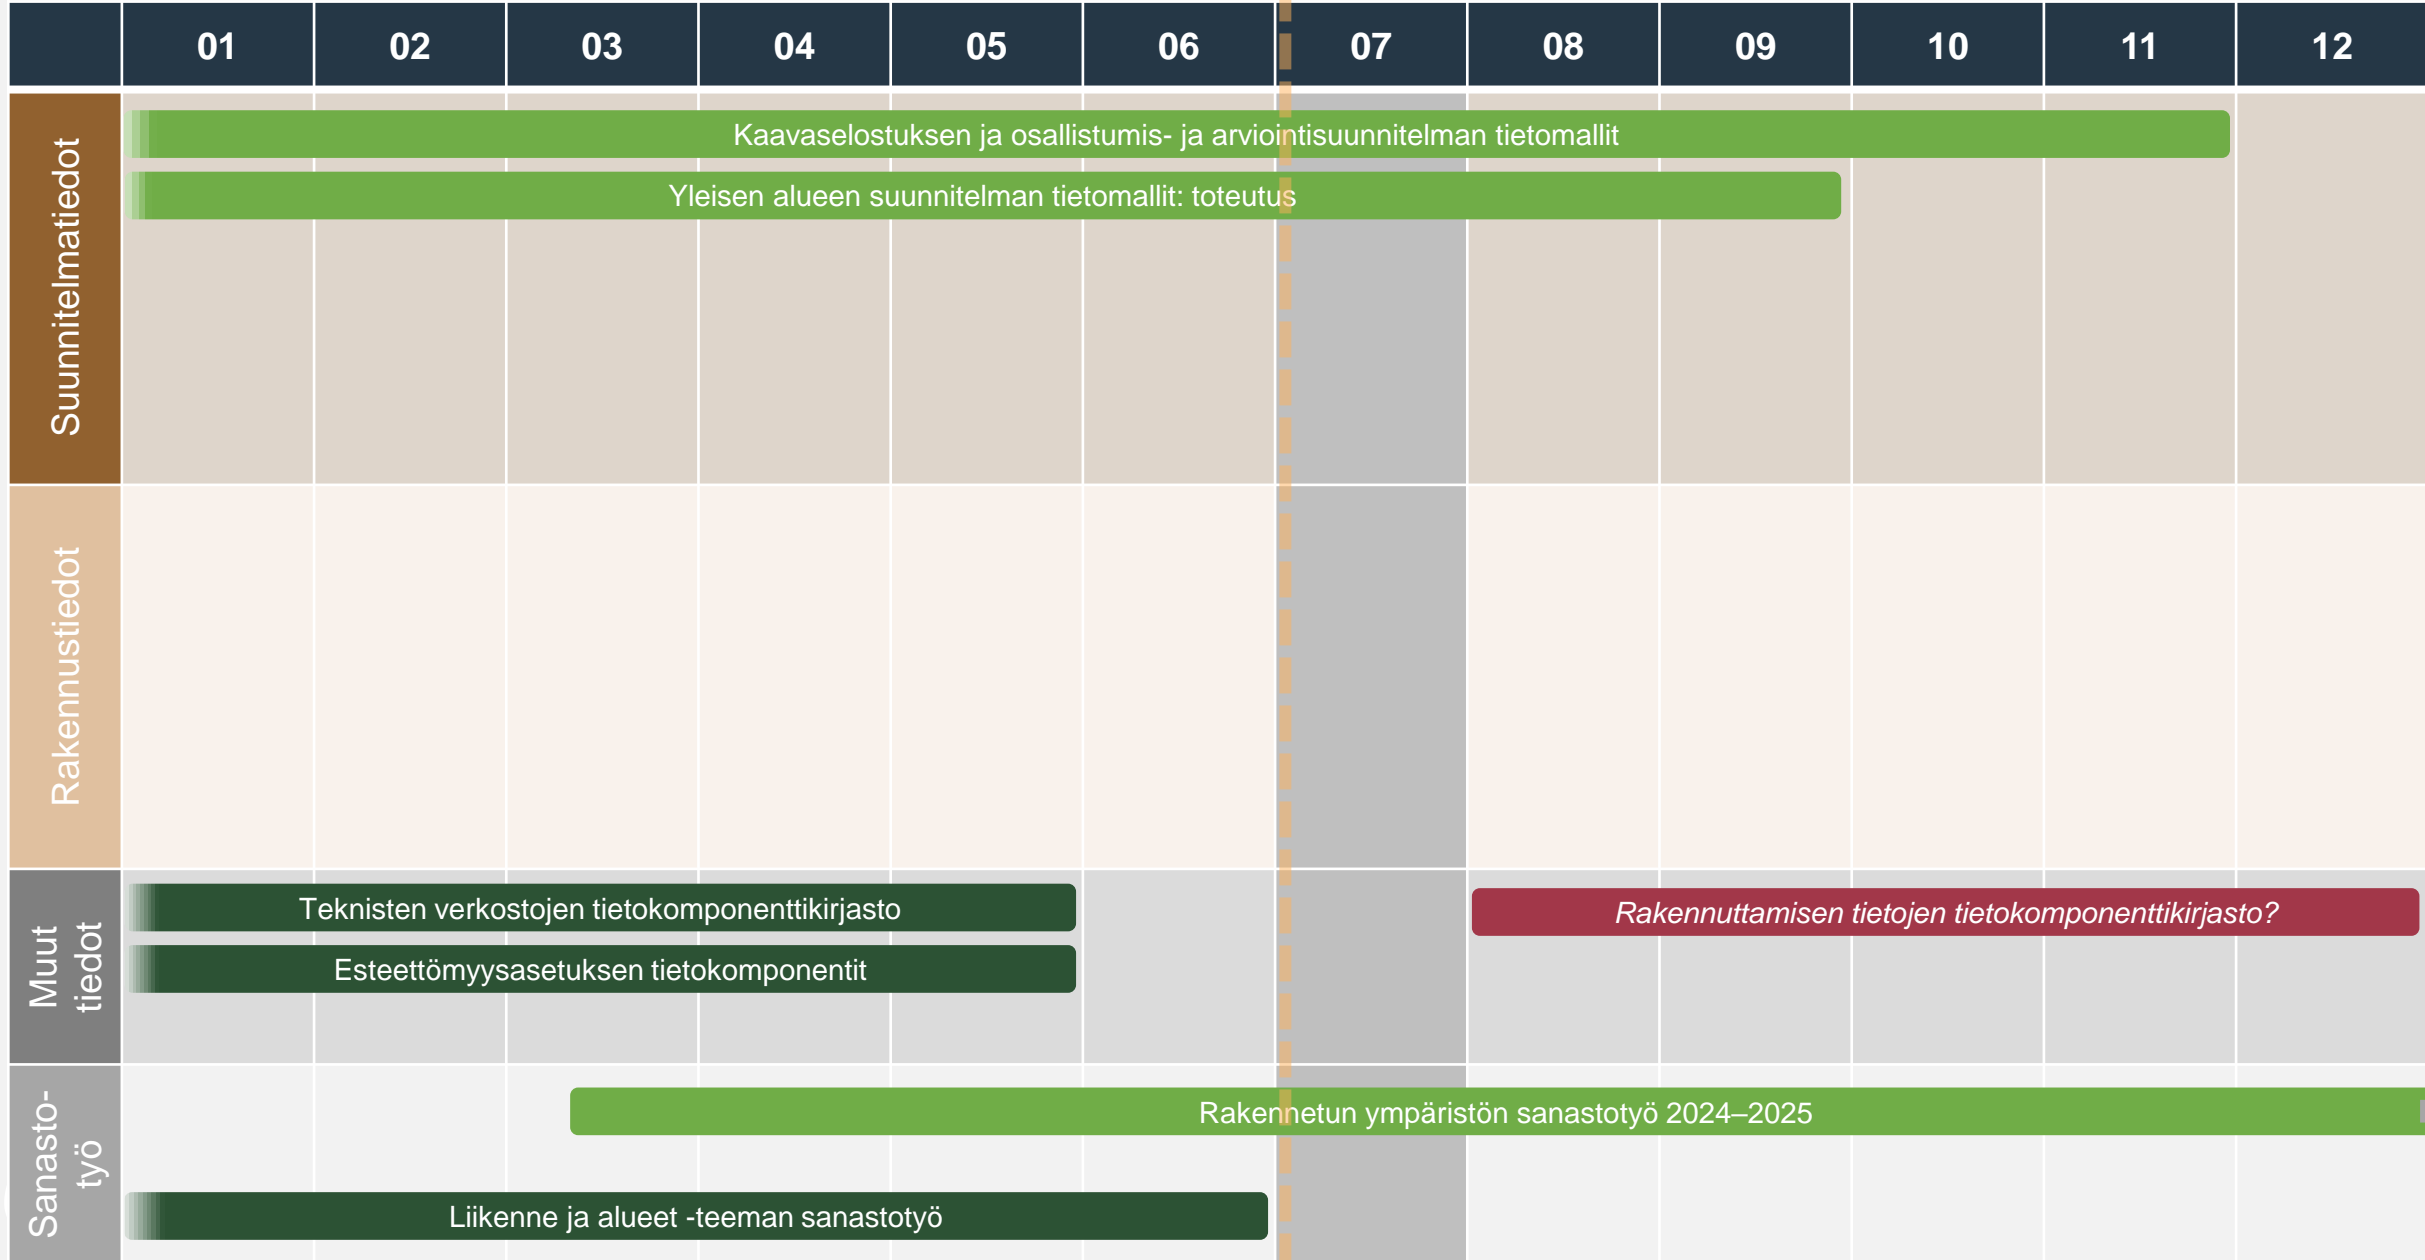 01 02 03 04 05 06 07 08 09 10 11 12
Suunnitelmatiedot
Kaavaselostuksen ja osallistumis- ja arviointisuunnitelman tietomallit
Yleisen alueen suunnitelman tietomallit: toteutus
Rakennustiedot
Muut
tiedot
Teknisten verkostojen tietokomponenttikirjasto
Rakennuttamisen tietojen tietokomponenttikirjasto?
Esteettömyysasetuksen tietokomponentit
Sanasto-
työ
Rakennetun ympäristön sanastotyö 2024–2025
Liikenne ja alueet -teeman sanastotyö